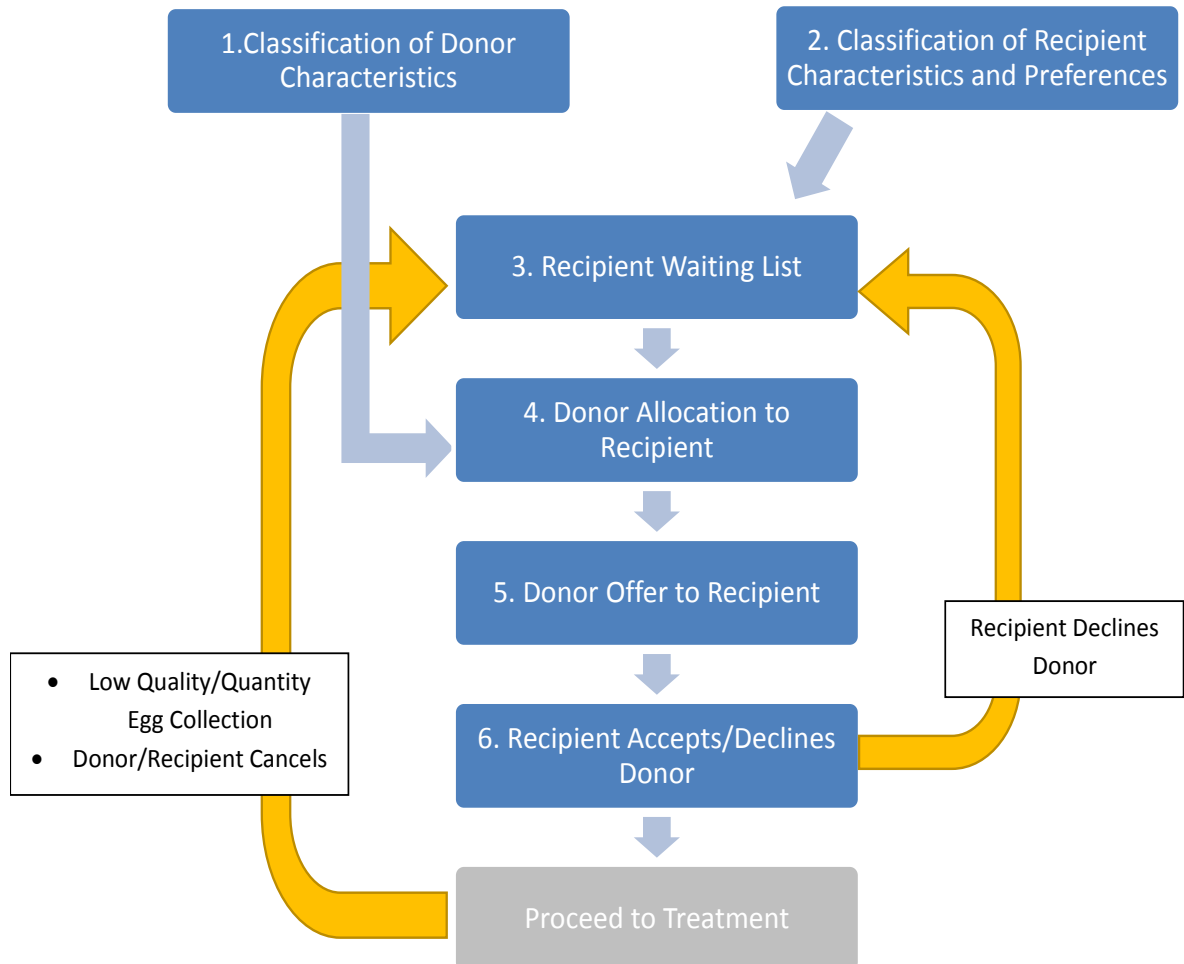 1.Classification of Donor
Characteristics
2. Classification of Recipient
Characteristics and Preferences
3. Recipient Waiting List
4. Donor Allocation to
Recipient
5. Donor Offer to Recipient
Recipient Declines
Donor
• Low Quality/Quantity
Egg Collection
• Donor/Recipient Cancels
6. Recipient Accepts/Declines
Donor
Proceed to Treatment